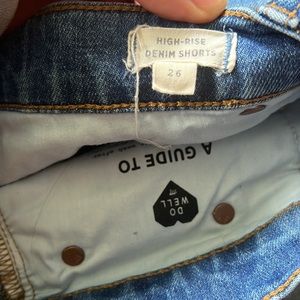 HIGH-RISE
DENIM SHORTS
26
A GUIDE TO
DO
WELL